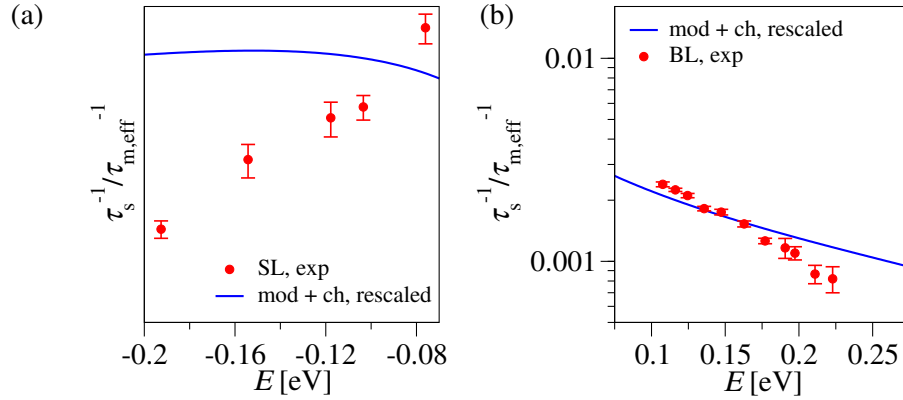 (a)
τs-1/τm,eff-1
SL, exp
mod + ch, rescaled
-0.2 -0.16 -0.12 -0.08
E [eV]
(b)
τs-1/τm,eff-1
mod + ch, rescaled
BL, exp
0.01
0.001
0.1 0.15 0.2 0.25
E [eV]